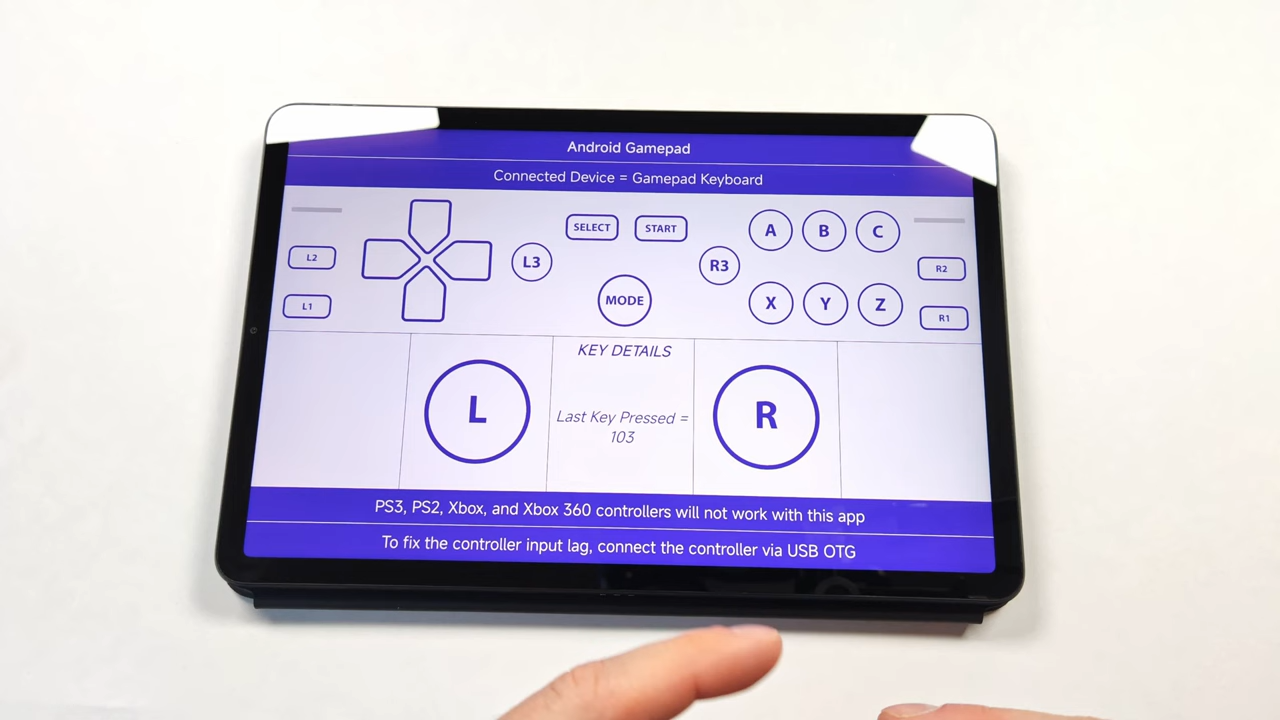 Android Gamepad
Connected Device = Gamepad Keyboard
L2
L1
L3
SELECT
START
MODE
R3
A
B
C
X
Y
Z
R2
R1
L
KEY DETAILS
Last Key Pressed =
103
R
PS3, PS2, Xbox, and Xbox 360 controllers will not work with this app
To fix the controller input lag, connect the controller via USB OTG